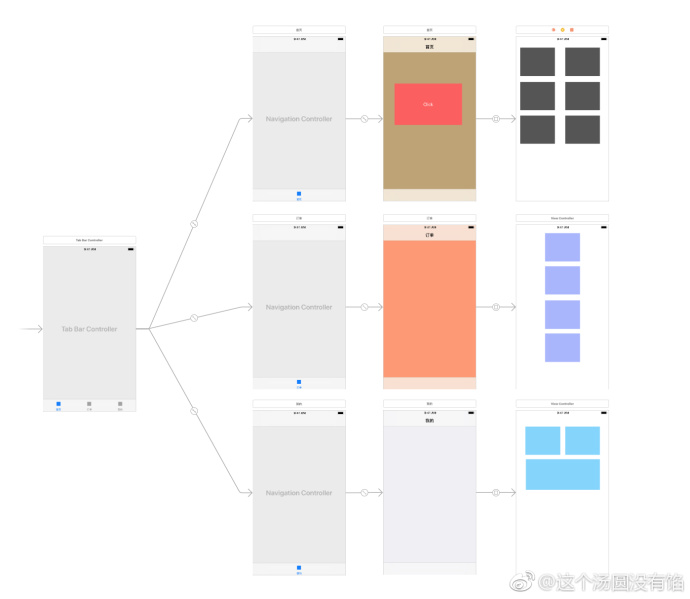 首页
首页
9:41 AM
9:41 AM
首页
Navigation Controller
Click
首页
Tab Bar Controller
9:41 AM
Tab Bar Controller
首页
订单
我的
订单
订单
View Controller
9:41 AM
9:41 AM
9:41 AM
订单
Navigation Controller
订单
我的
我的
View Controller
9:41 AM
9:41 AM
9:41 AM
我的
Navigation Controller
@这个汤圆没有馅